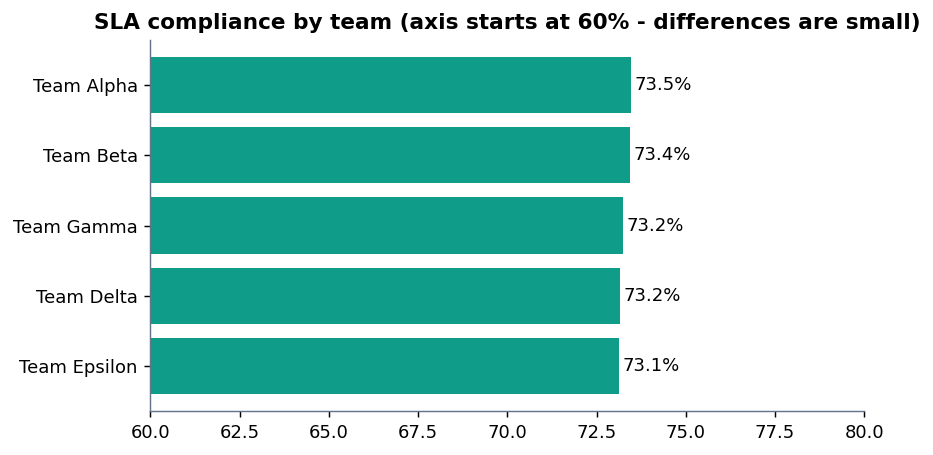 SLA compliance by team (axis starts at 60% - differences are small)
Team Alpha 73.5%
Team Beta 73.4%
Team Gamma 73.2%
Team Delta 73.2%
Team Epsilon 73.1%
60.0 62.5 65.0 67.5 70.0 72.5 75.0 77.5 80.0